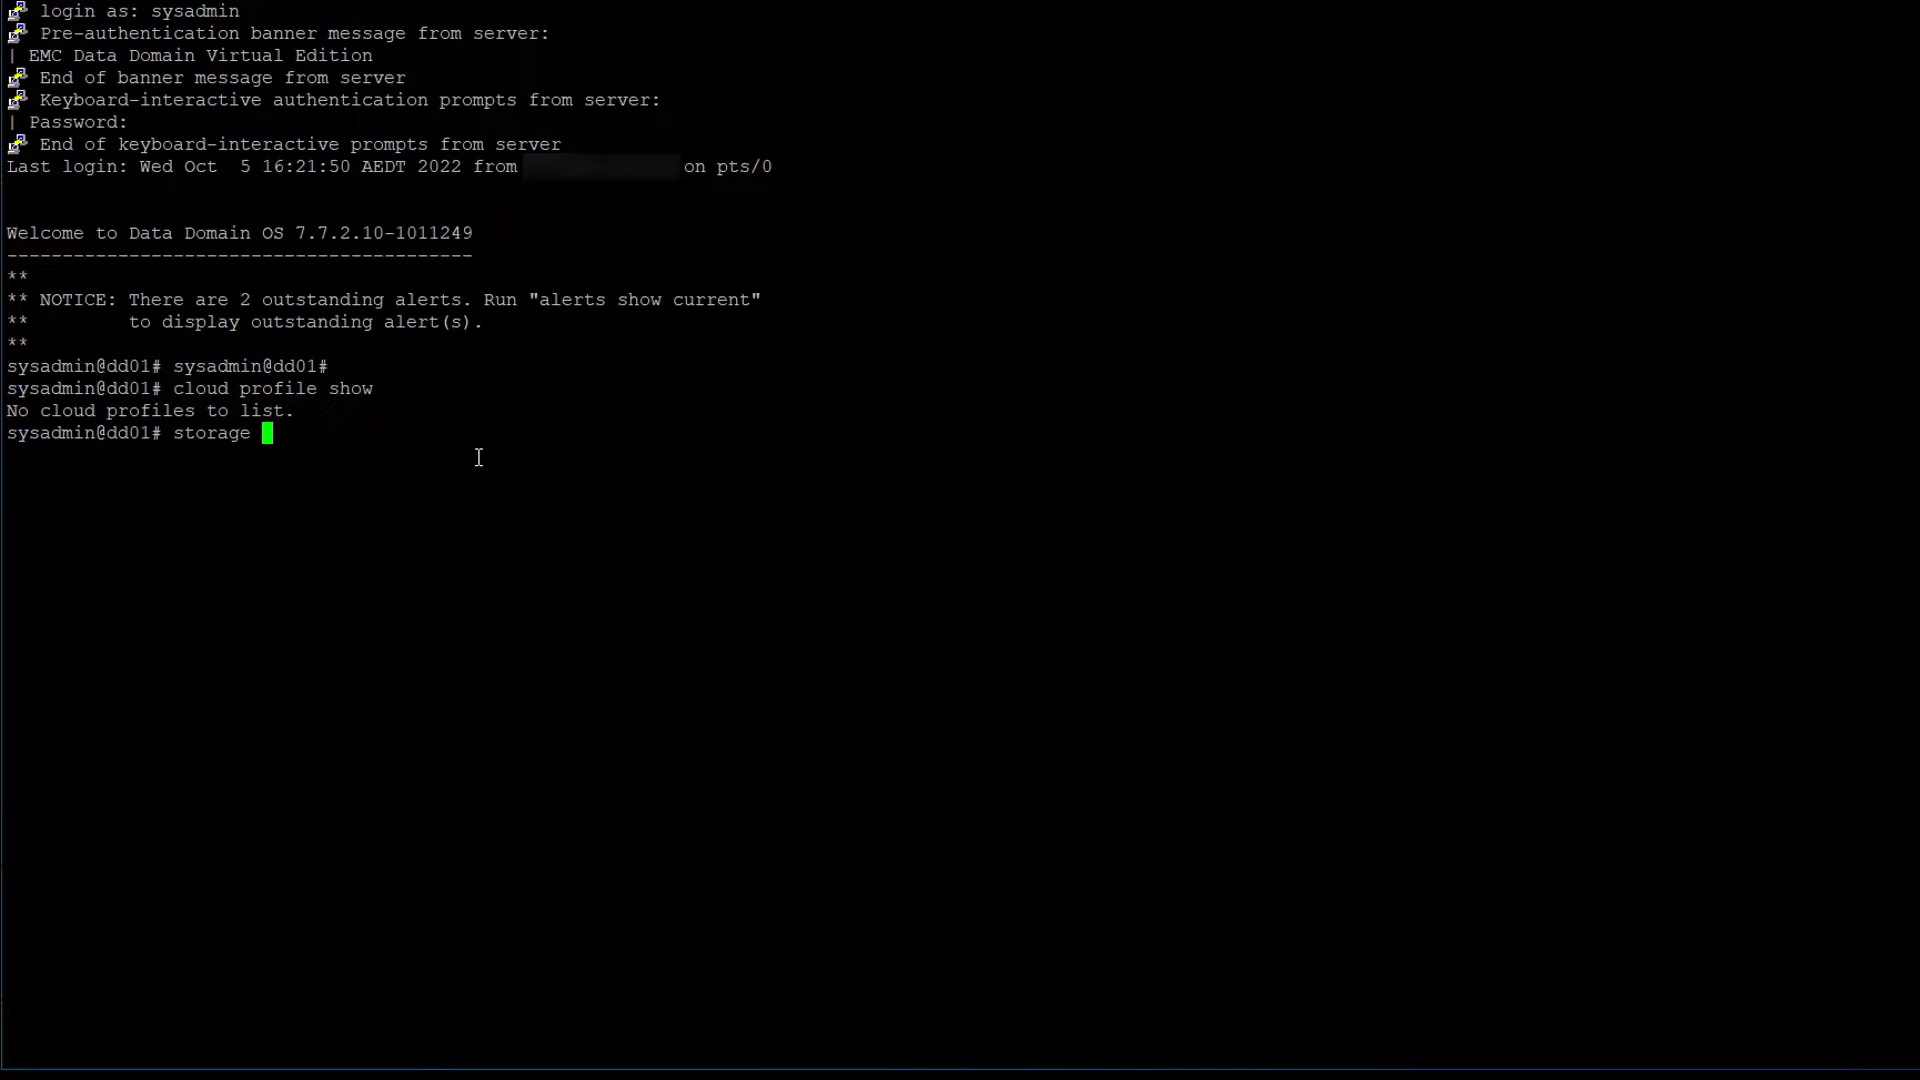 login as: sysadmin
Pre-authentication banner message from server:
| EMC Data Domain Virtual Edition
End of banner message from server
Keyboard-interactive authentication prompts from server:
| Password:
End of keyboard-interactive prompts from server
Last login: Wed Oct  5 16:21:50 AEDT 2022 from on pts/0
Welcome to Data Domain OS 7.7.2.10-1011249
------------------------------------------
**
** NOTICE: There are 2 outstanding alerts. Run "alerts show current"
**         to display outstanding alert(s).
**
sysadmin@dd01# sysadmin@dd01#
sysadmin@dd01# cloud profile show
No cloud profiles to list.
sysadmin@dd01# storage